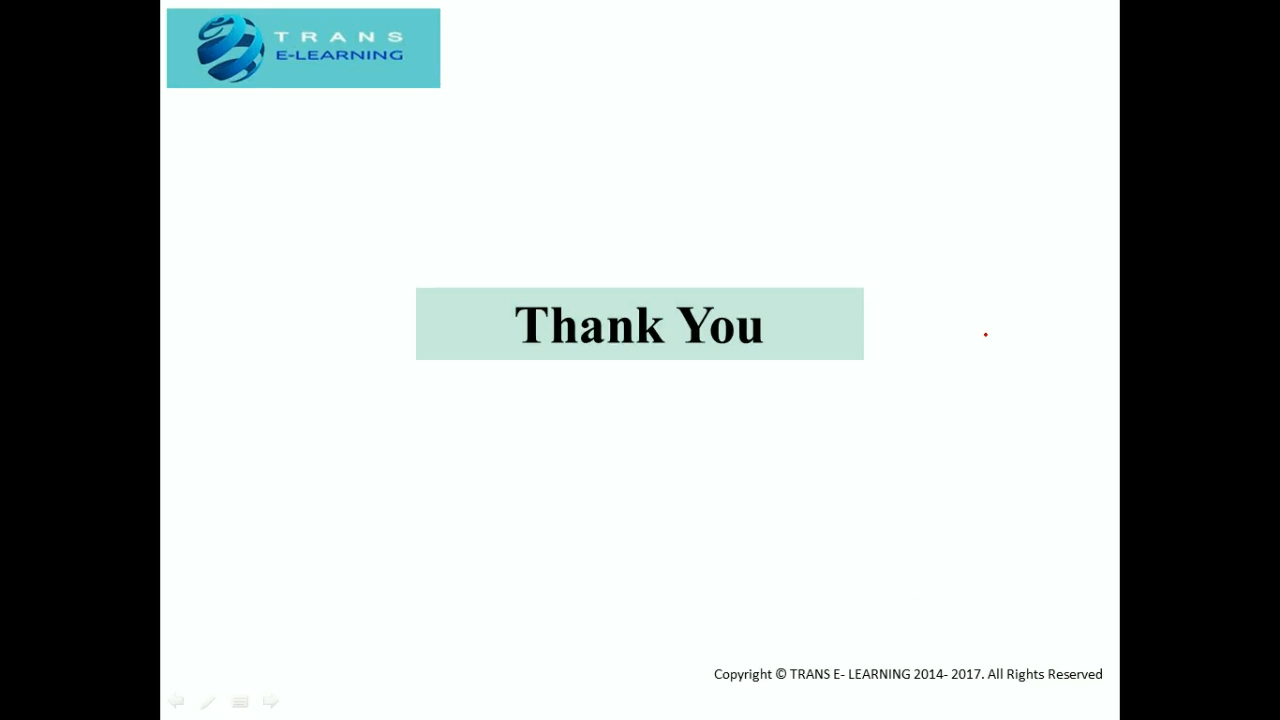 TRANS
E-LEARNING
Thank You
Copyright © TRANS E- LEARNING 2014- 2017. All Rights Reserved